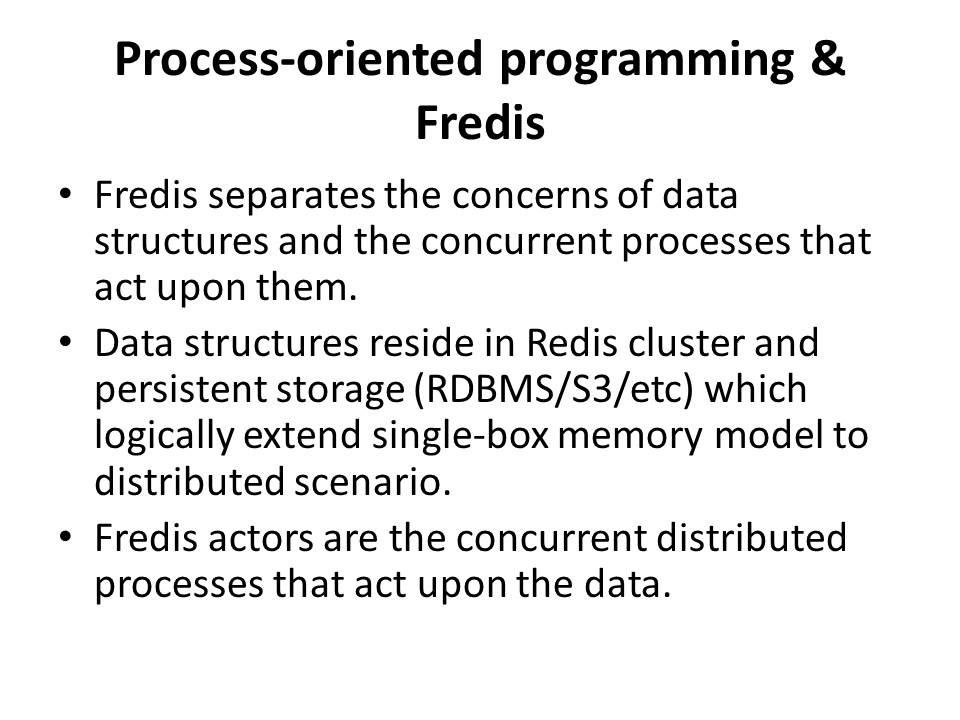 Process-oriented programming &
Fredis
• Fredis separates the concerns of data
structures and the concurrent processes that
act upon them.
• Data structures reside in Redis cluster and
persistent storage (RDBMS/S3/etc) which
logically extend single-box memory model to
distributed scenario.
• Fredis actors are the concurrent distributed
processes that act upon the data.